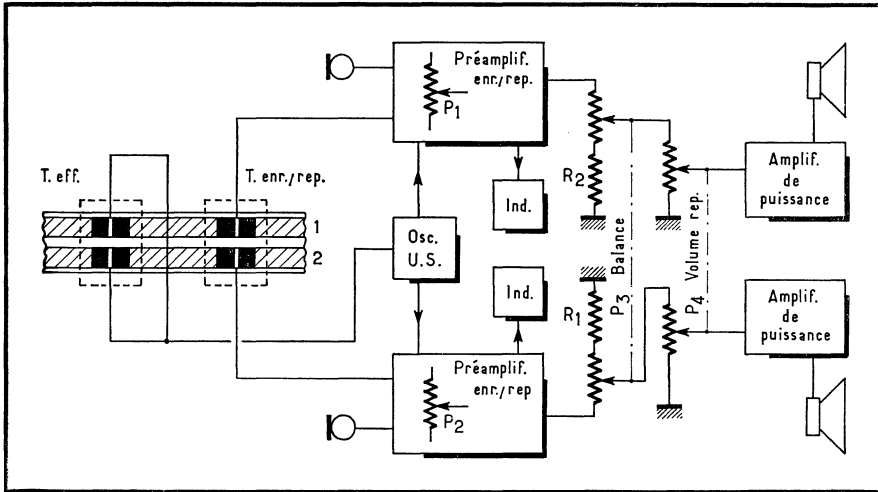 Préamplif.
enr./rep.
P1
T. eff.
T. enr./rep.
1
2
Osc.
U.S.
Ind.
Ind.
R2
R1
P3 Balance
P4 Volume rep.
Amplif.
de
puissance
Amplif.
de
puissance
Préamplif.
enr./rep
P2